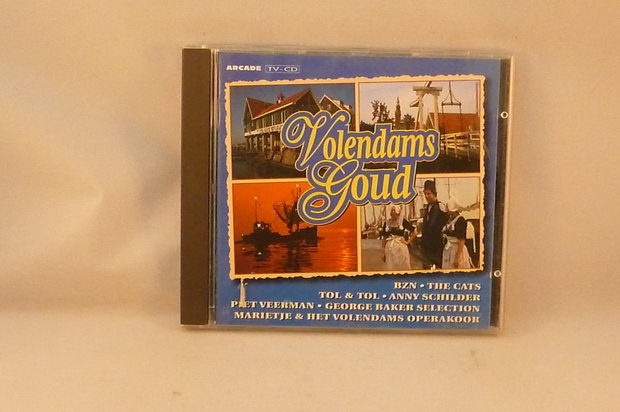 ARCADE TV-CD
Volendams
Goud
BZN • THE CATS
TOL & TOL • ANNY SCHILDER
PIET VEERMAN • GEORGE BAKER SELECTION
MARIETJE & HET VOLENDAMS OPERAKOOR